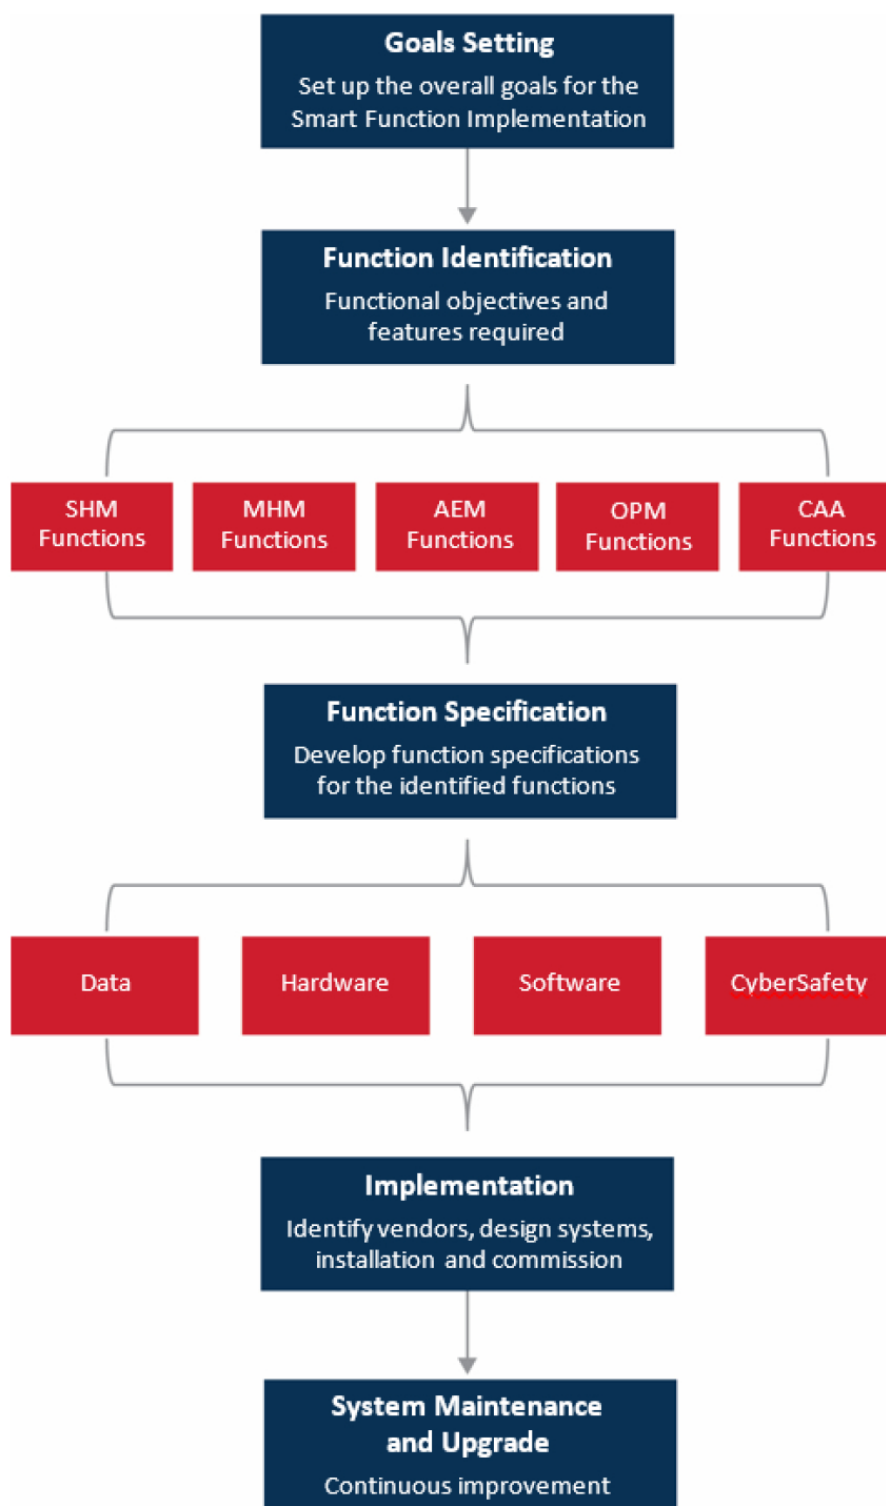 Goals Setting
Set up the overall goals for the
Smart Function Implementation
Function Identification
Functional objectives and
features required
SHM
Functions
MHM
Functions
AEM
Functions
OPM
Functions
CAA
Functions
Function Specification
Develop function specifications
for the identified functions
Data
Hardware
Software
CyberSafety
Implementation
Identify vendors, design systems,
installation and commission
System Maintenance
and Upgrade
Continuous improvement